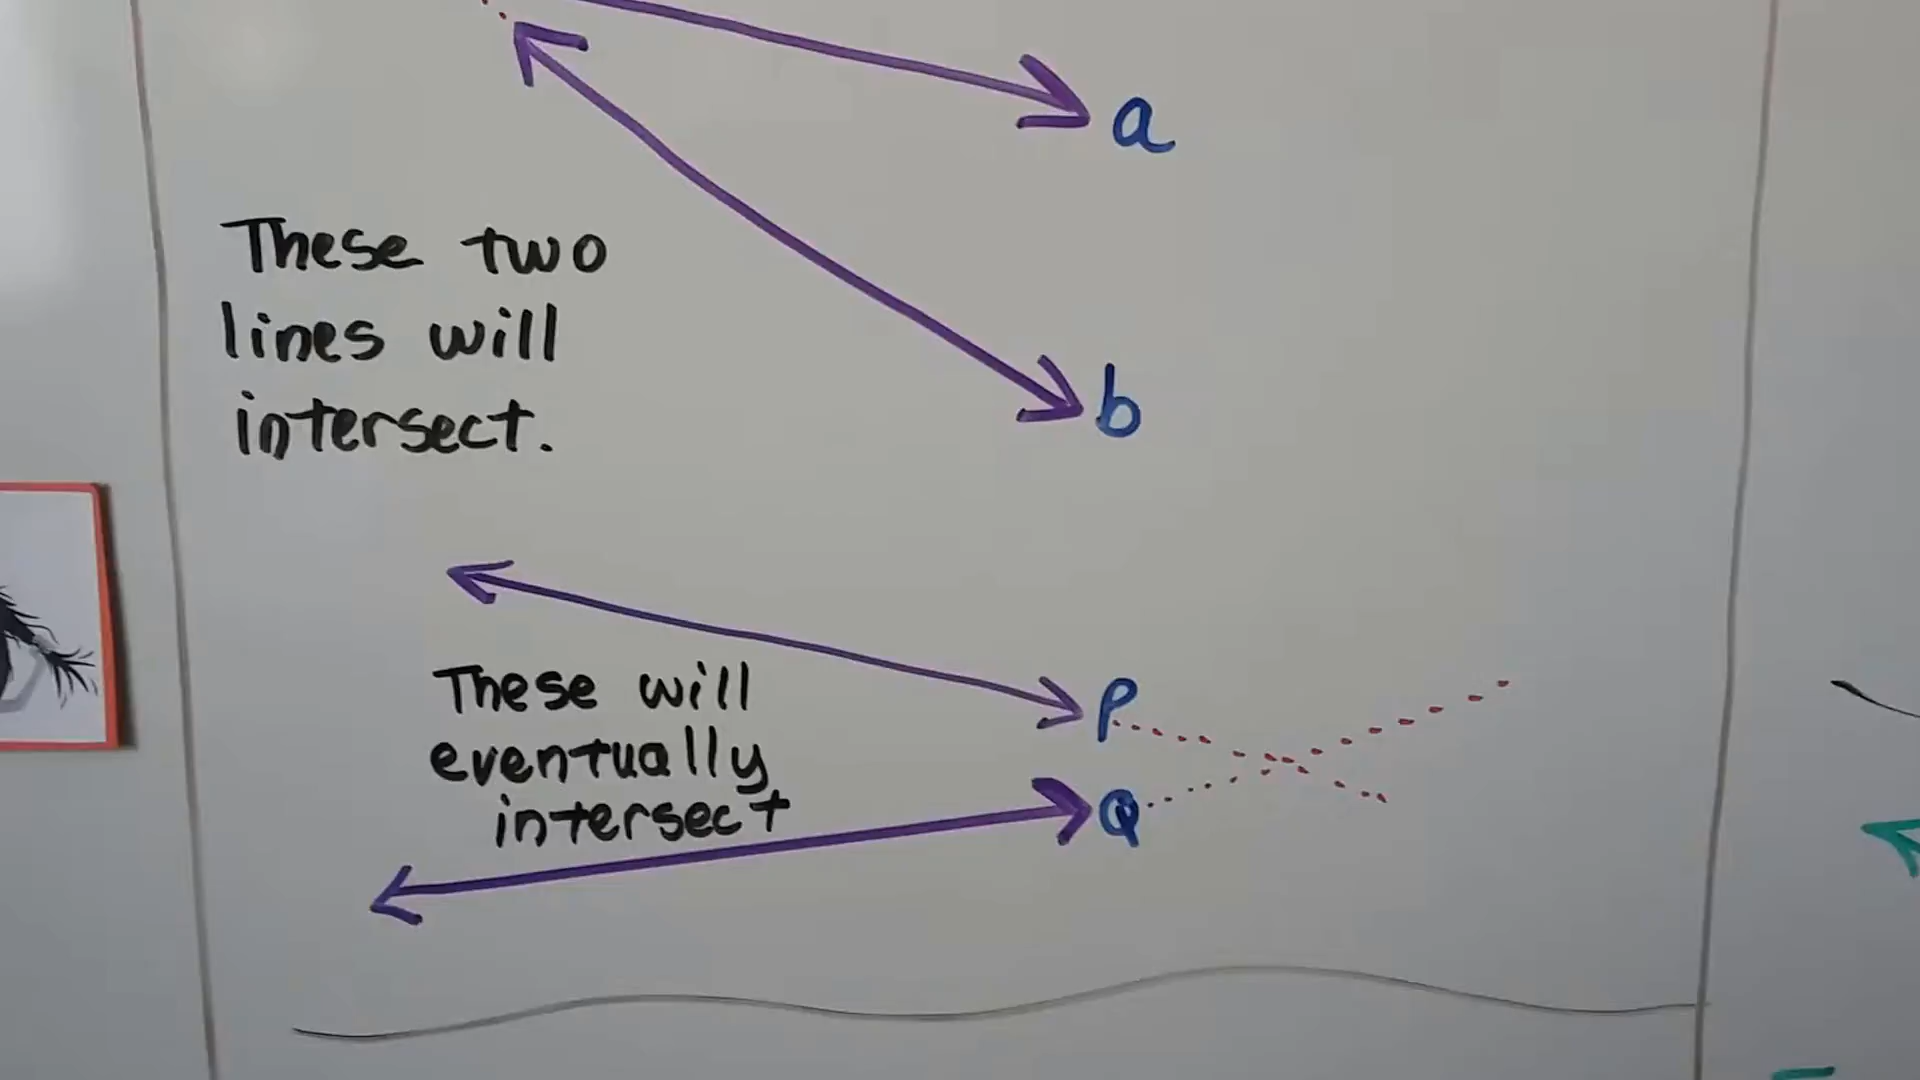 a
These two
lines will
intersect.
b
These will
eventually
intersect
P
Q